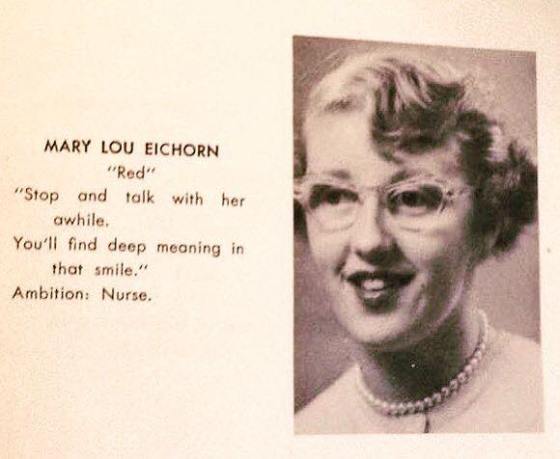 MARY LOU EICHORN
"Red"
"Stop and talk with her
awhile.
You'll find deep meaning in
that smile."
Ambition: Nurse.